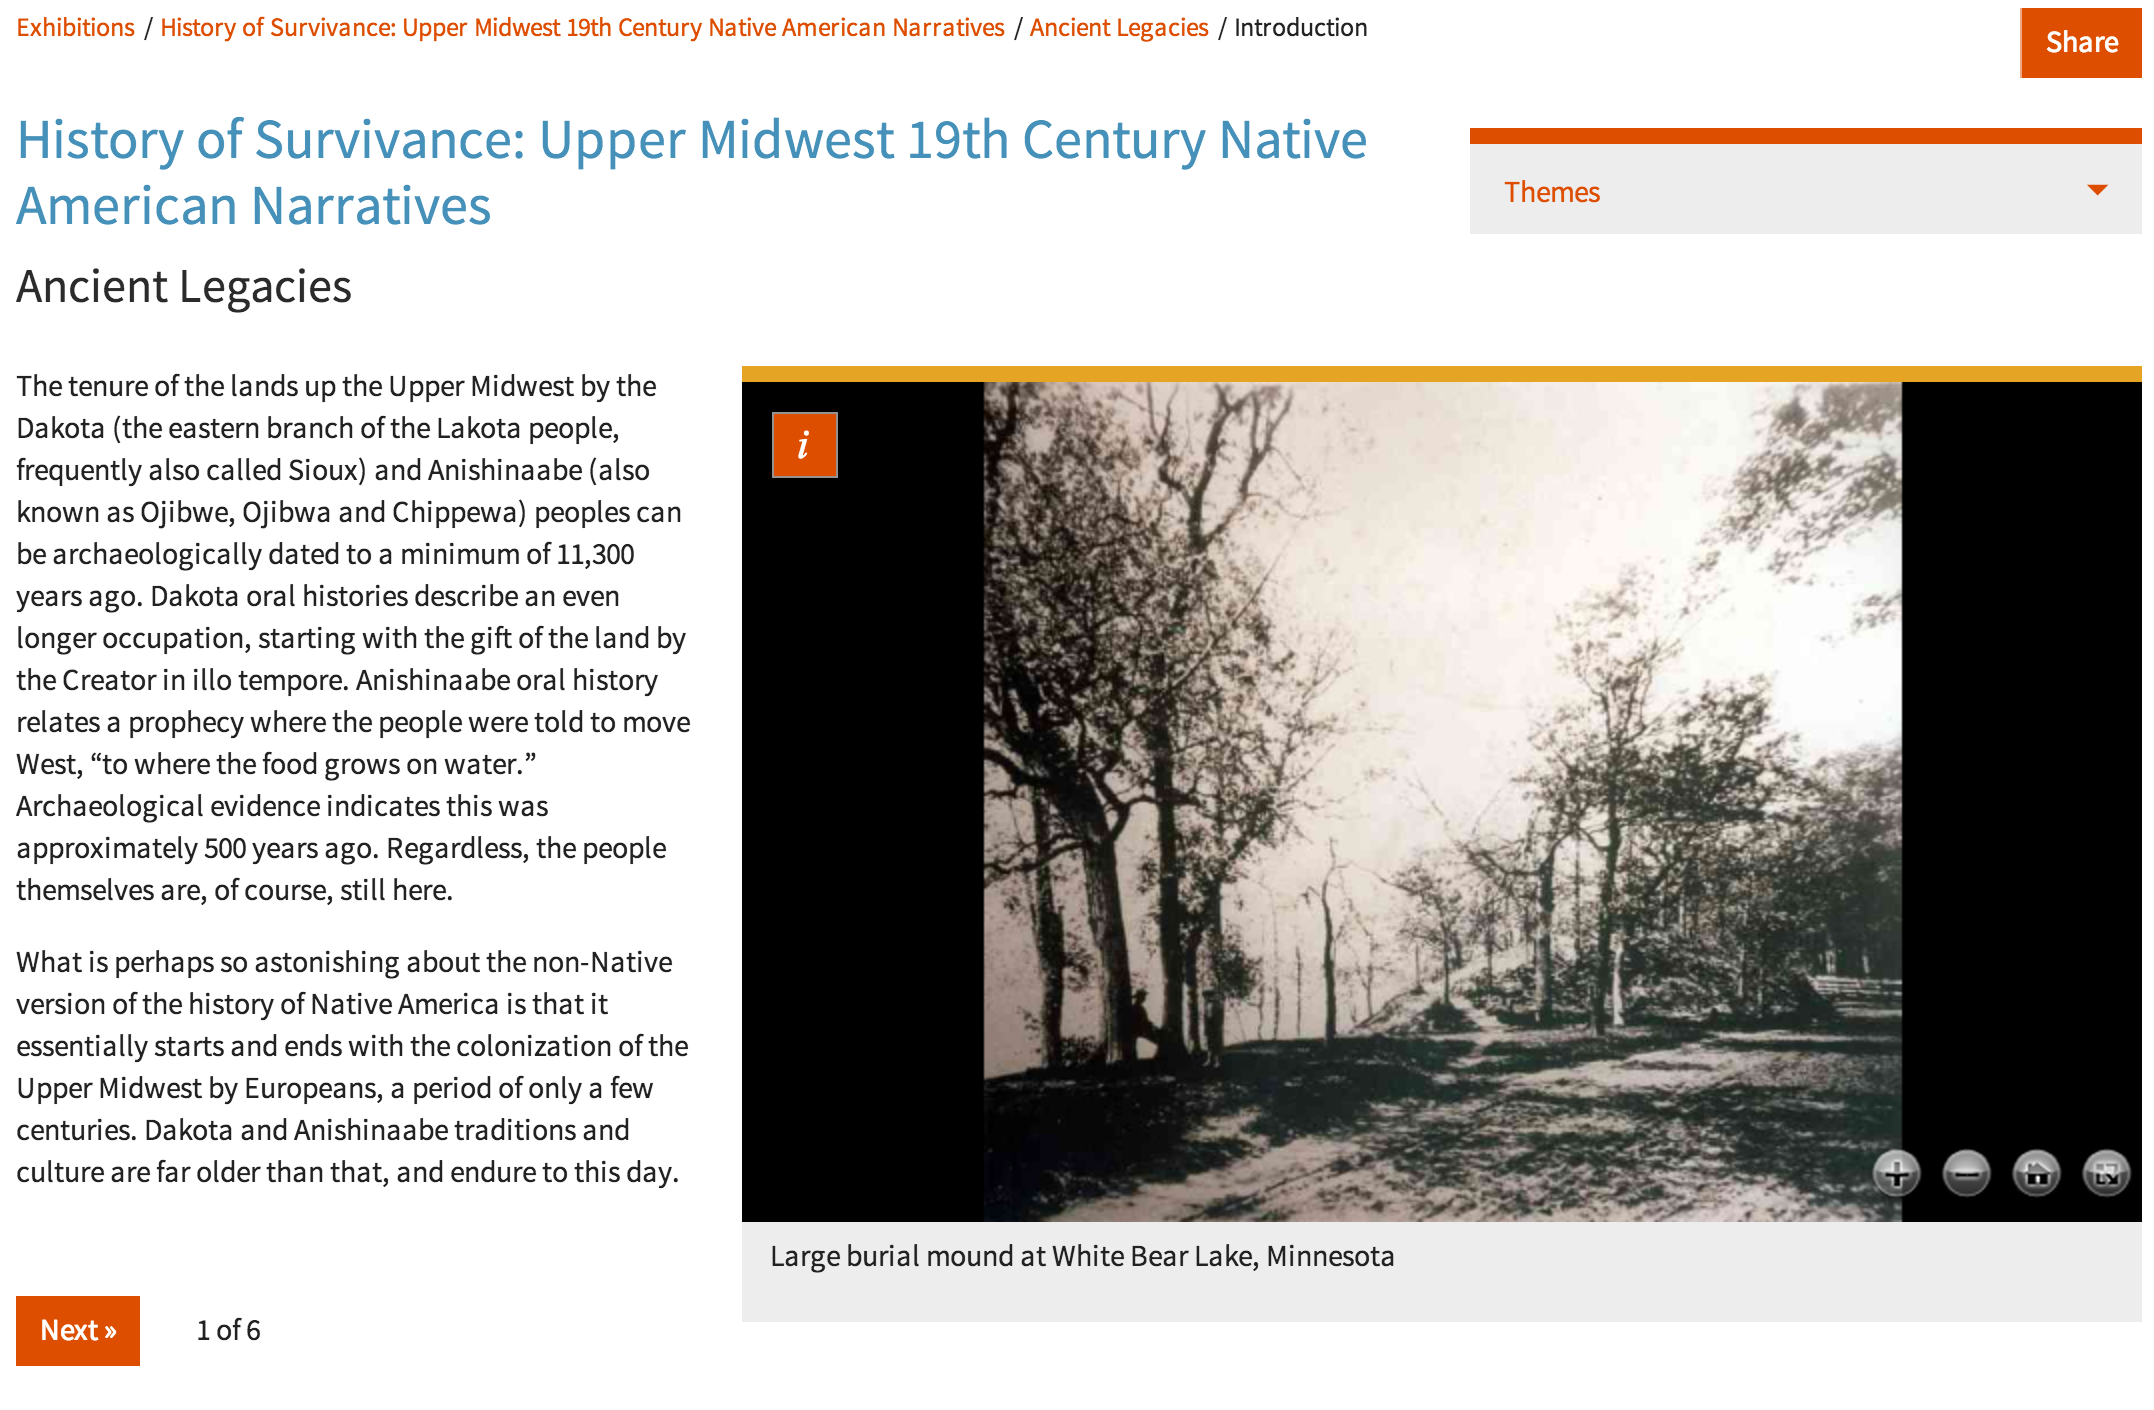 Exhibitions / History of Survivance: Upper Midwest 19th Century Native American Narratives / Ancient Legacies / Introduction
Share
History of Survivance: Upper Midwest 19th Century Native
American Narratives
Themes
Ancient Legacies
The tenure of the lands up the Upper Midwest by the
Dakota (the eastern branch of the Lakota people,
frequently also called Sioux) and Anishinaabe (also
known as Ojibwe, Ojibwa and Chippewa) peoples can
be archaeologically dated to a minimum of 11,300
years ago. Dakota oral histories describe an even
longer occupation, starting with the gift of the land by
the Creator in illo tempore. Anishinaabe oral history
relates a prophecy where the people were told to move
West, “to where the food grows on water.”
Archaeological evidence indicates this was
approximately 500 years ago. Regardless, the people
themselves are, of course, still here.
What is perhaps so astonishing about the non-Native
version of the history of Native America is that it
essentially starts and ends with the colonization of the
Upper Midwest by Europeans, a period of only a few
centuries. Dakota and Anishinaabe traditions and
culture are far older than that, and endure to this day.
i
Large burial mound at White Bear Lake, Minnesota
Next »
1 of 6